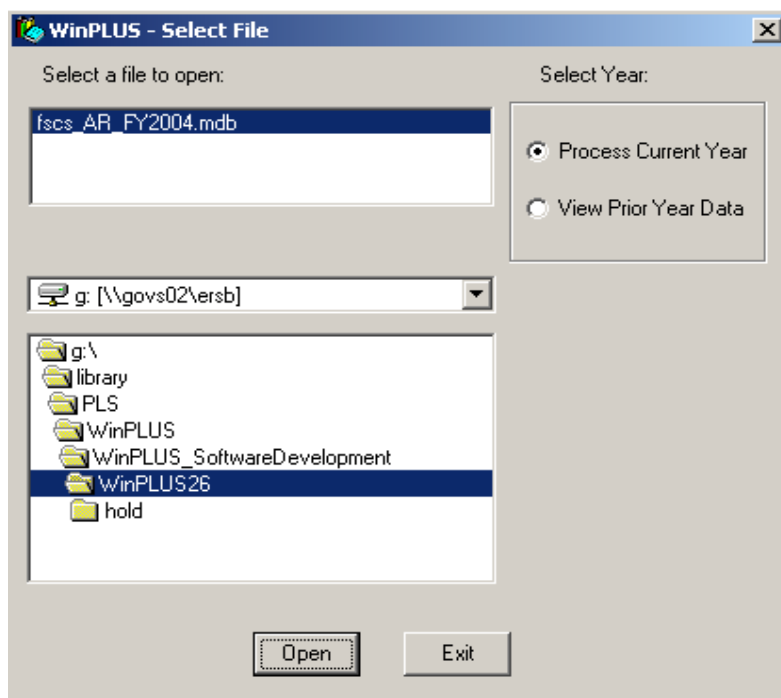 WinPLUS - Select File
Select a file to open:
Select Year:
fscs_AR_FY2004.mdb
Process Current Year
View Prior Year Data
g: [\\govs02\ersb]
g:\
library
PLS
WinPLUS
WinPLUS_SoftwareDevelopment
WinPLUS26
hold
Open
Exit